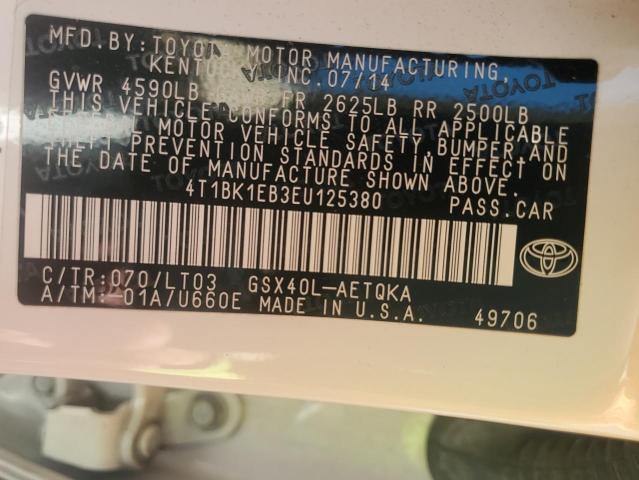 MFD.BY: TOYOTA MOTOR MANUFACTURING,
KENTUCKY, INC. 07/14
GVWR 4590LB GAWR FR 2625LB RR 2500LB
THIS VEHICLE CONFORMS TO ALL APPLICABLE
FEDERAL MOTOR VEHICLE SAFETY, BUMPER AND
THEFT PREVENTION STANDARDS IN EFFECT ON
THE DATE OF MANUFACTURE SHOWN ABOVE.
4T1BK1EB3EU125380 PASS.CAR
C/TR:070/LT03 GSX40L-AETQKA
A/TM:-01A/U660E MADE IN U.S.A. 49706